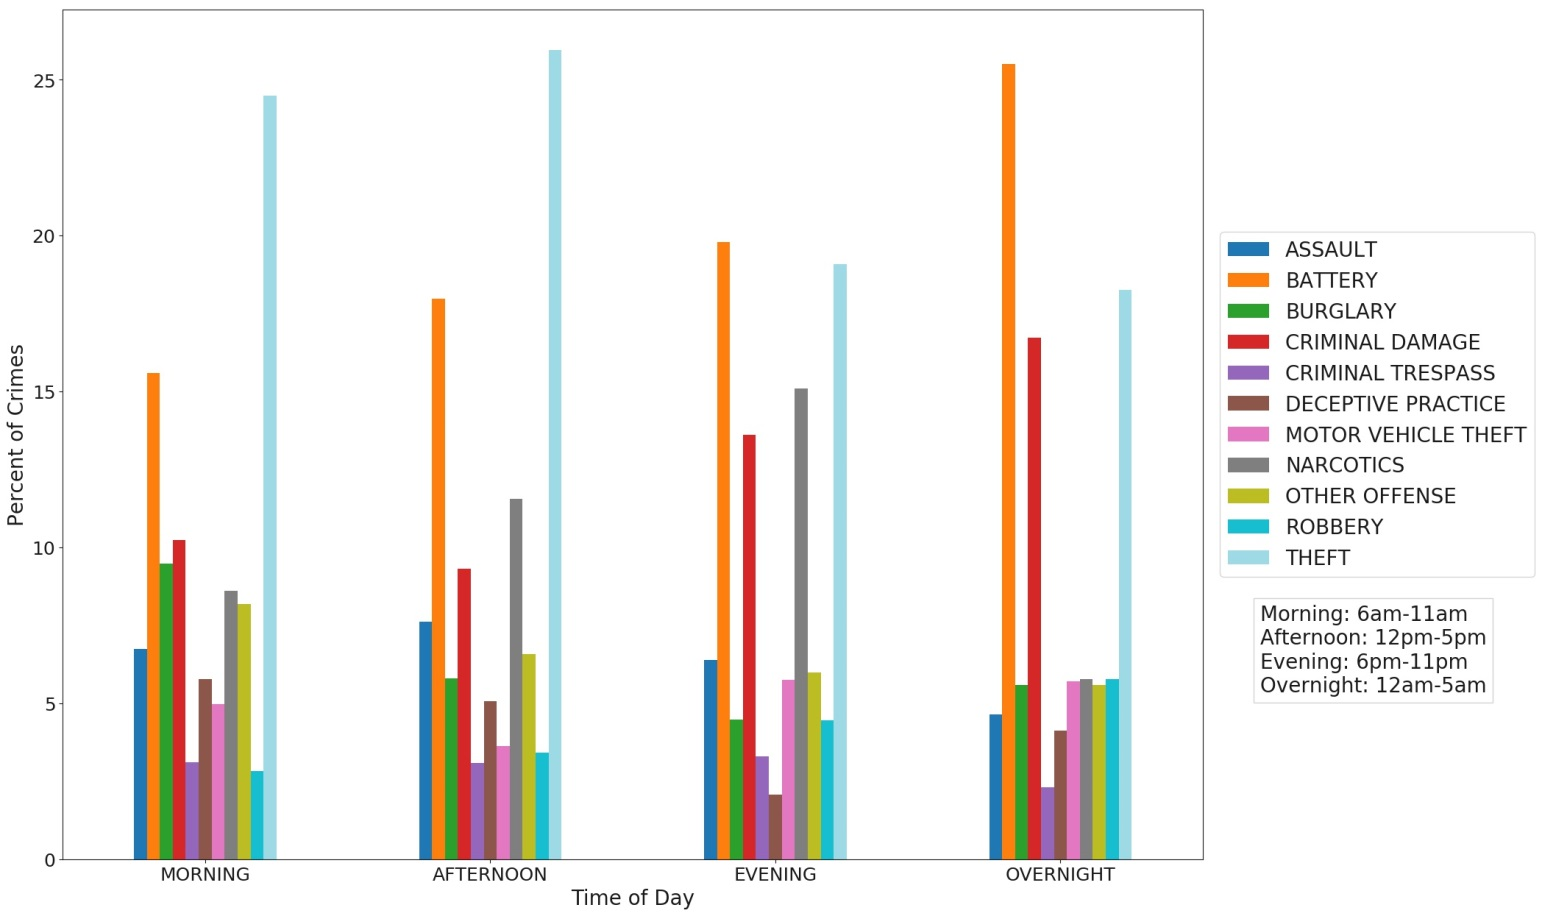 25
20
15
10
5
0
Percent of Crimes
MORNING
AFTERNOON
EVENING
OVERNIGHT
Time of Day
ASSAULT
BATTERY
BURGLARY
CRIMINAL DAMAGE
CRIMINAL TRESPASS
DECEPTIVE PRACTICE
MOTOR VEHICLE THEFT
NARCOTICS
OTHER OFFENSE
ROBBERY
THEFT
Morning: 6am-11am
Afternoon: 12pm-5pm
Evening: 6pm-11pm
Overnight: 12am-5am